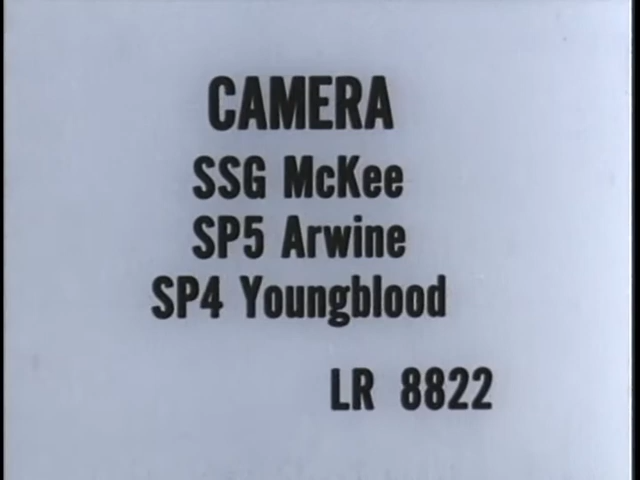 CAMERA
SSG McKee
SP5 Arwine
SP4 Youngblood
LR 8822